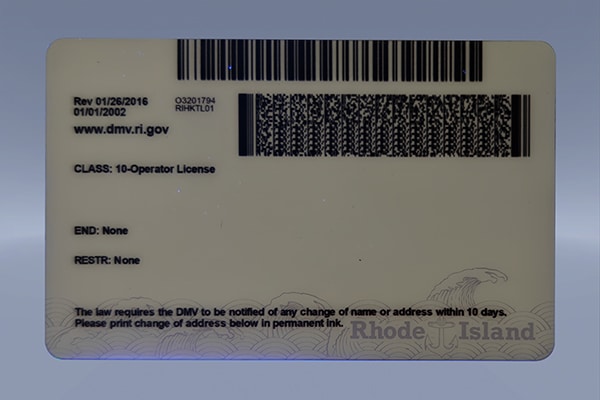 Rev 01/26/2016
01/01/2002
O3201794
RIHKTL01
www.dmv.ri.gov
CLASS: 10-Operator License
END: None
RESTR: None
The law requires the DMV to be notified of any change of name or address within 10 days.
Please print change of address below in permanent ink.
Rhode Island